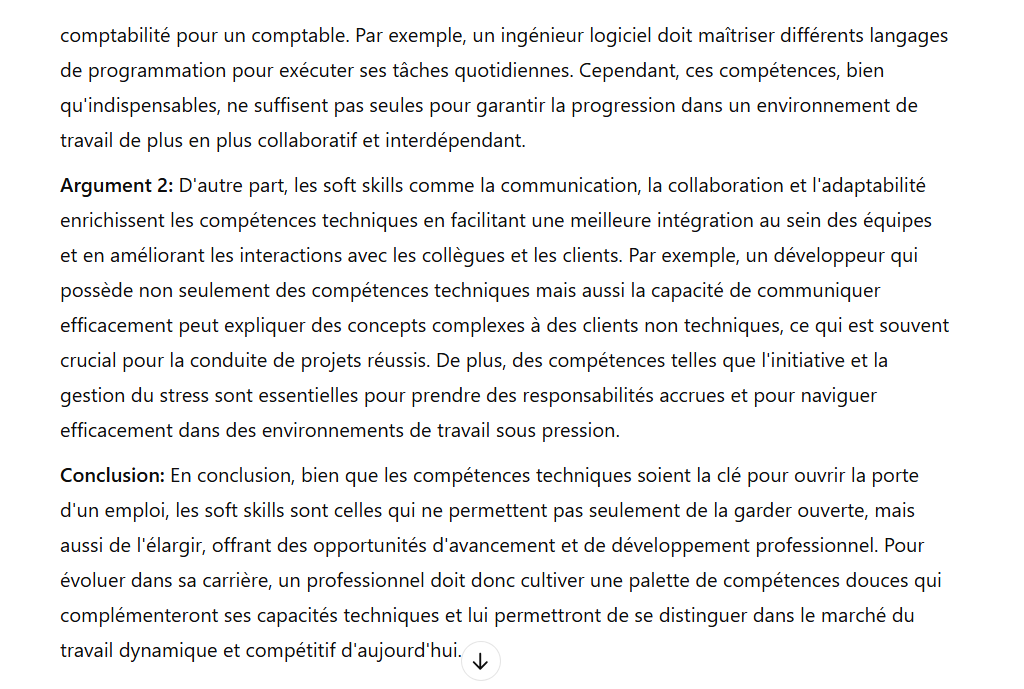 comptabilité pour un comptable. Par exemple, un ingénieur logiciel doit maîtriser différents langages
de programmation pour exécuter ses tâches quotidiennes. Cependant, ces compétences, bien
qu'indispensables, ne suffisent pas seules pour garantir la progression dans un environnement de
travail de plus en plus collaboratif et interdépendant.
Argument 2: D'autre part, les soft skills comme la communication, la collaboration et l'adaptabilité
enrichissent les compétences techniques en facilitant une meilleure intégration au sein des équipes
et en améliorant les interactions avec les collègues et les clients. Par exemple, un développeur qui
possède non seulement des compétences techniques mais aussi la capacité de communiquer
efficacement peut expliquer des concepts complexes à des clients non techniques, ce qui est souvent
crucial pour la conduite de projets réussis. De plus, des compétences telles que l'initiative et la
gestion du stress sont essentielles pour prendre des responsabilités accrues et pour naviguer
efficacement dans des environnements de travail sous pression.
Conclusion: En conclusion, bien que les compétences techniques soient la clé pour ouvrir la porte
d'un emploi, les soft skills sont celles qui ne permettent pas seulement de la garder ouverte, mais
aussi de l'élargir, offrant des opportunités d'avancement et de développement professionnel. Pour
évoluer dans sa carrière, un professionnel doit donc cultiver une palette de compétences douces qui
complémenteront ses capacités techniques et lui permettront de se distinguer dans le marché du
travail dynamique et compétitif d'aujourd'hui.